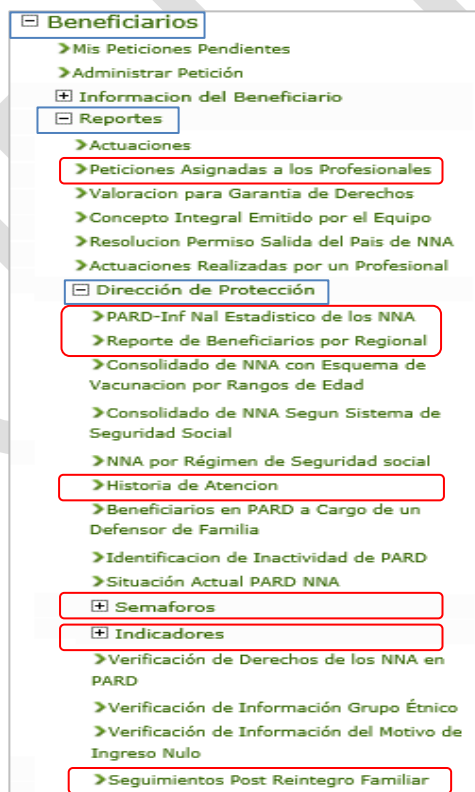 Beneficiarios
Mis Peticiones Pendientes
Administrar Petición
Informacion del Beneficiario
Reportes
Actuaciones
Peticiones Asignadas a los Profesionales
Valoracion para Garantia de Derechos
Concepto Integral Emitido por el Equipo
Resolucion Permiso Salida del Pais de NNA
Actuaciones Realizadas por un Profesional
Dirección de Protección
PARD-Inf Nal Estadistico de los NNA
Reporte de Beneficiarios por Regional
Consolidado de NNA con Esquema de
Vacunacion por Rangos de Edad
Consolidado de NNA Segun Sistema de
Seguridad Social
NNA por Régimen de Seguridad social
Historia de Atencion
Beneficiarios en PARD a Cargo de un
Defensor de Familia
Identificacion de Inactividad de PARD
Situación Actual PARD NNA
Semaforos
Indicadores
Verificación de Derechos de los NNA en
PARD
Verificación de Información Grupo Étnico
Verificación de Información del Motivo de
Ingreso Nulo
Seguimientos Post Reintegro Familiar